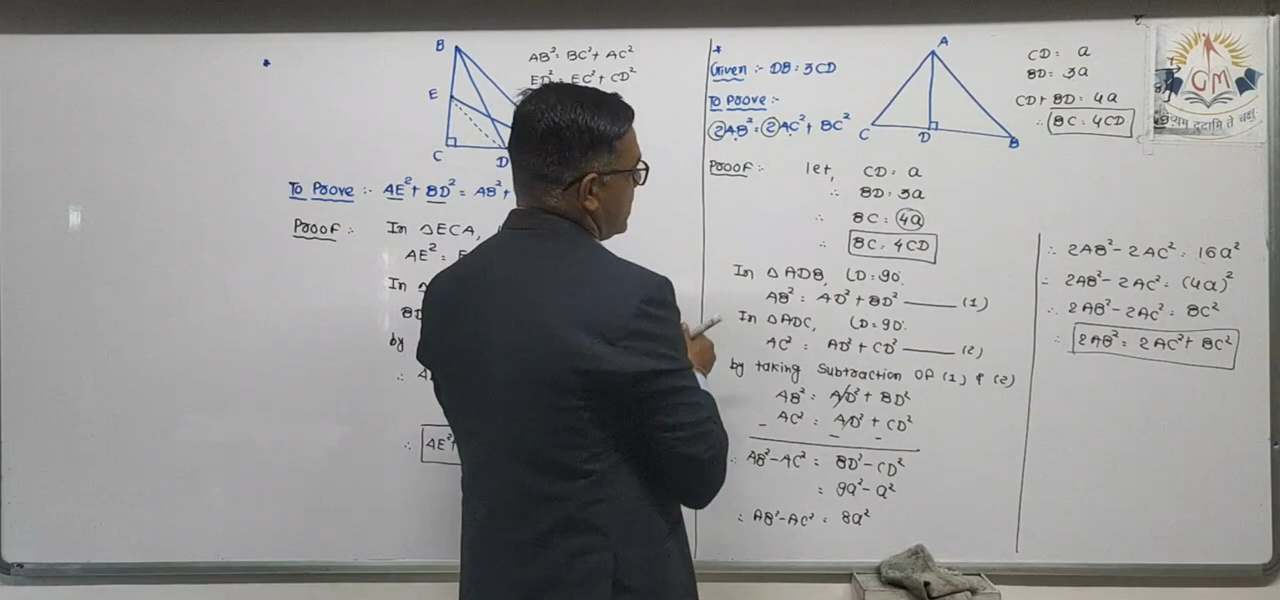 *
B
E
C
D
AB² = BC² + AC²
ED² = EC² + CD²
To Prove :- AE² + BD² = AB² +
Proof : In △ECA,
AE² =
In △
BD
by
∴
∴ AE² +
*
Given :- DB = 3CD
To Prove :-
2AB² = 2AC² + BC²
A
C
D
B
CD = a
BD = 3a
CD + BD = 4a
∴ BC = 4CD
GM
Proof :- let, CD = a
∴ BD = 3a
∴ BC = 4a
∴ BC = 4CD
In △ADB, ∠D = 90.
AB² = AD² + BD² (1)
In △ADC, ∠D = 90.
AC² = AD² + CD² (2)
by taking subtraction of (1) & (2)
AB² = AD² + BD²
- AC² = AD² + CD²
- -
∴ AB² - AC² = BD² - CD²
= 9a² - a²
∴ AB² - AC² = 8a²
∴ 2AB² - 2AC² = 16a²
= 2AB² - 2AC² = (4a)²
∴ 2AB² - 2AC² = BC²
∴ 2AB² = 2AC² + BC²